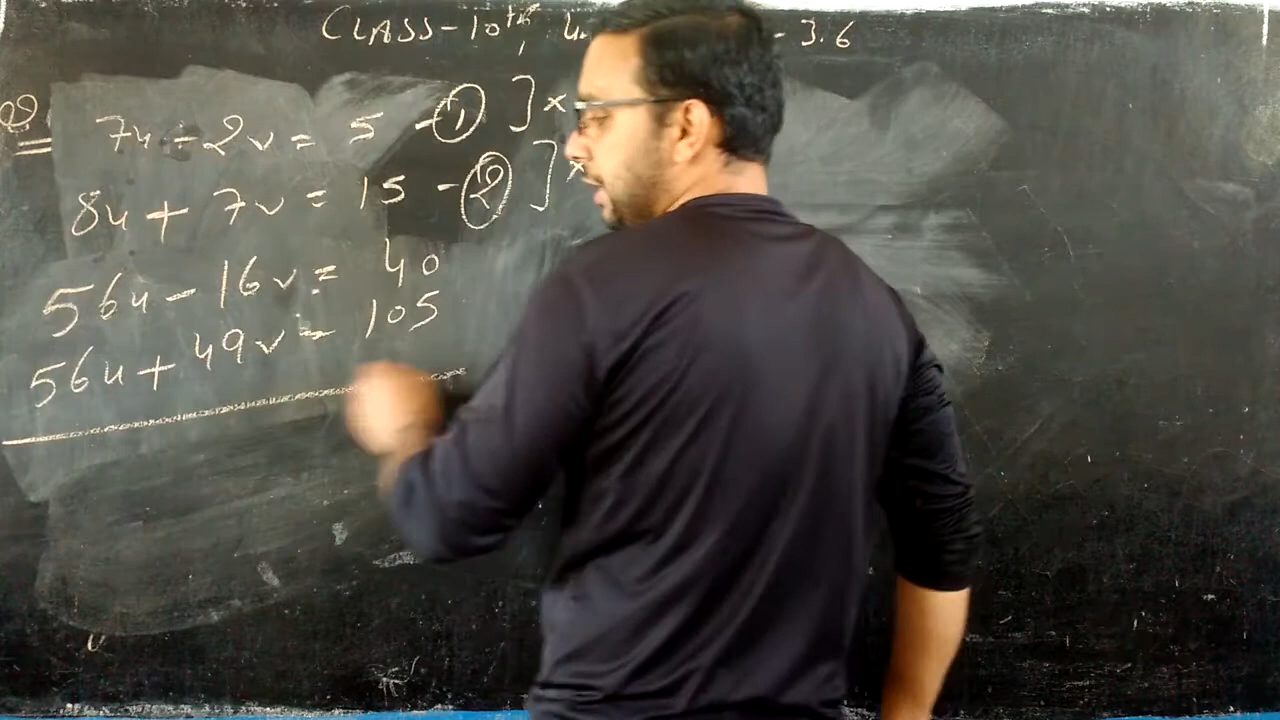 CLASS-10th, - 3.6
Q 7u - 2v = 5 - ① ] ×
8u + 7v = 15 - ② ] ×
56u - 16v = 40
56u + 49v = 105